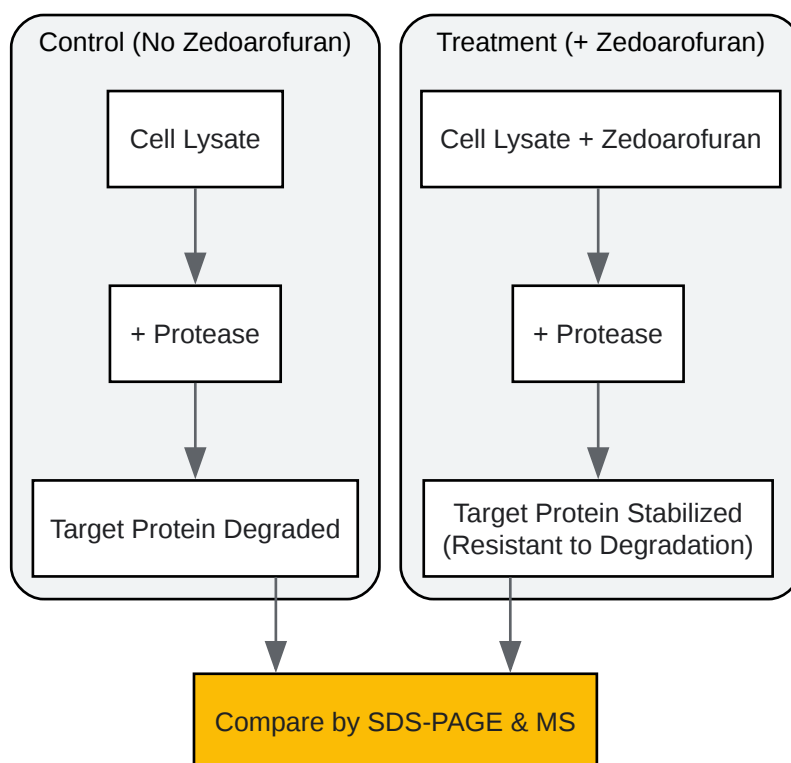 Control (No Zedoarofuran)
Cell Lysate
+ Protease
Target Protein Degraded
Treatment (+ Zedoarofuran)
Cell Lysate + Zedoarofuran
+ Protease
Target Protein Stabilized
(Resistant to Degradation)
Compare by SDS-PAGE & MS